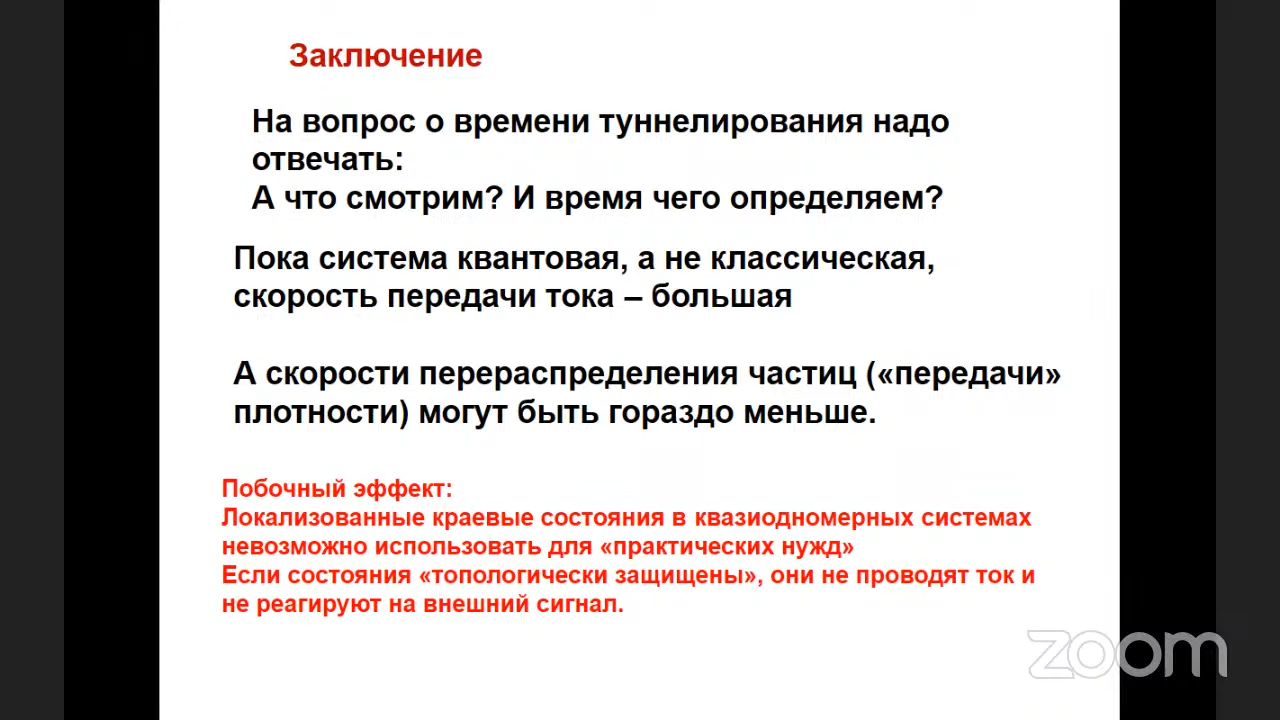 Заключение
На вопрос о времени туннелирования надо
отвечать:
А что смотрим? И время чего определяем?
Пока система квантовая, а не классическая,
скорость передачи тока – большая
А скорости перераспределения частиц («передачи»
плотности) могут быть гораздо меньше.
Побочный эффект:
Локализованные краевые состояния в квазиодномерных системах
невозможно использовать для «практических нужд»
Если состояния «топологически защищены», они не проводят ток и
не реагируют на внешний сигнал.
zoom